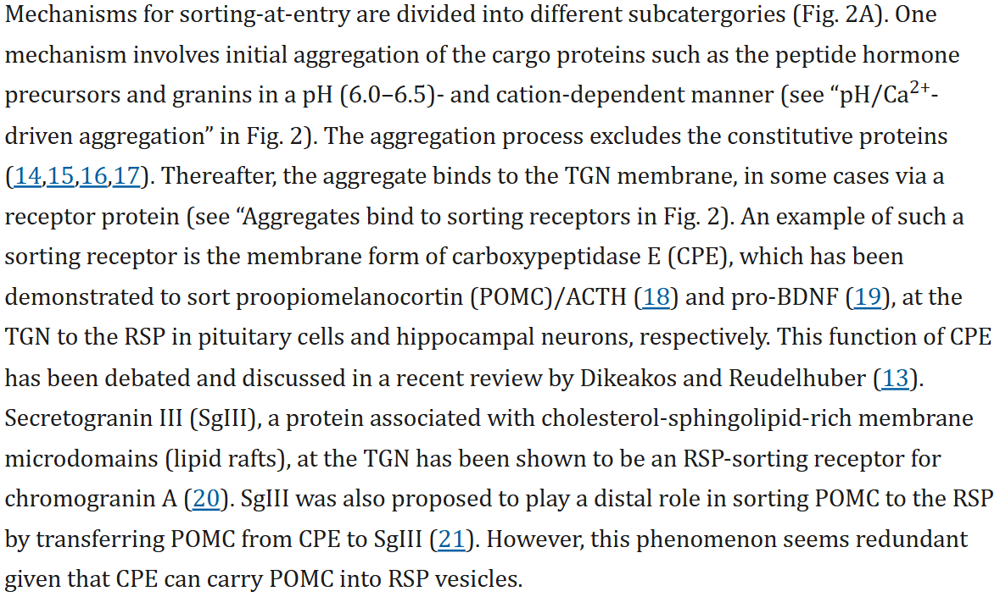 Mechanisms for sorting-at-entry are divided into different subcatergories (Fig. 2A). One
mechanism involves initial aggregation of the cargo proteins such as the peptide hormone
precursors and granins in a pH (6.0–6.5)- and cation-dependent manner (see “pH/Ca²⁺-
driven aggregation” in Fig. 2). The aggregation process excludes the constitutive proteins
(14,15,16,17). Thereafter, the aggregate binds to the TGN membrane, in some cases via a
receptor protein (see “Aggregates bind to sorting receptors in Fig. 2). An example of such a
sorting receptor is the membrane form of carboxypeptidase E (CPE), which has been
demonstrated to sort proopiomelanocortin (POMC)/ACTH (18) and pro-BDNF (19), at the
TGN to the RSP in pituitary cells and hippocampal neurons, respectively. This function of CPE
has been debated and discussed in a recent review by Dikeakos and Reudelhuber (13).
Secretogranin III (SgIII), a protein associated with cholesterol-sphingolipid-rich membrane
microdomains (lipid rafts), at the TGN has been shown to be an RSP-sorting receptor for
chromogranin A (20). SgIII was also proposed to play a distal role in sorting POMC to the RSP
by transferring POMC from CPE to SgIII (21). However, this phenomenon seems redundant
given that CPE can carry POMC into RSP vesicles.